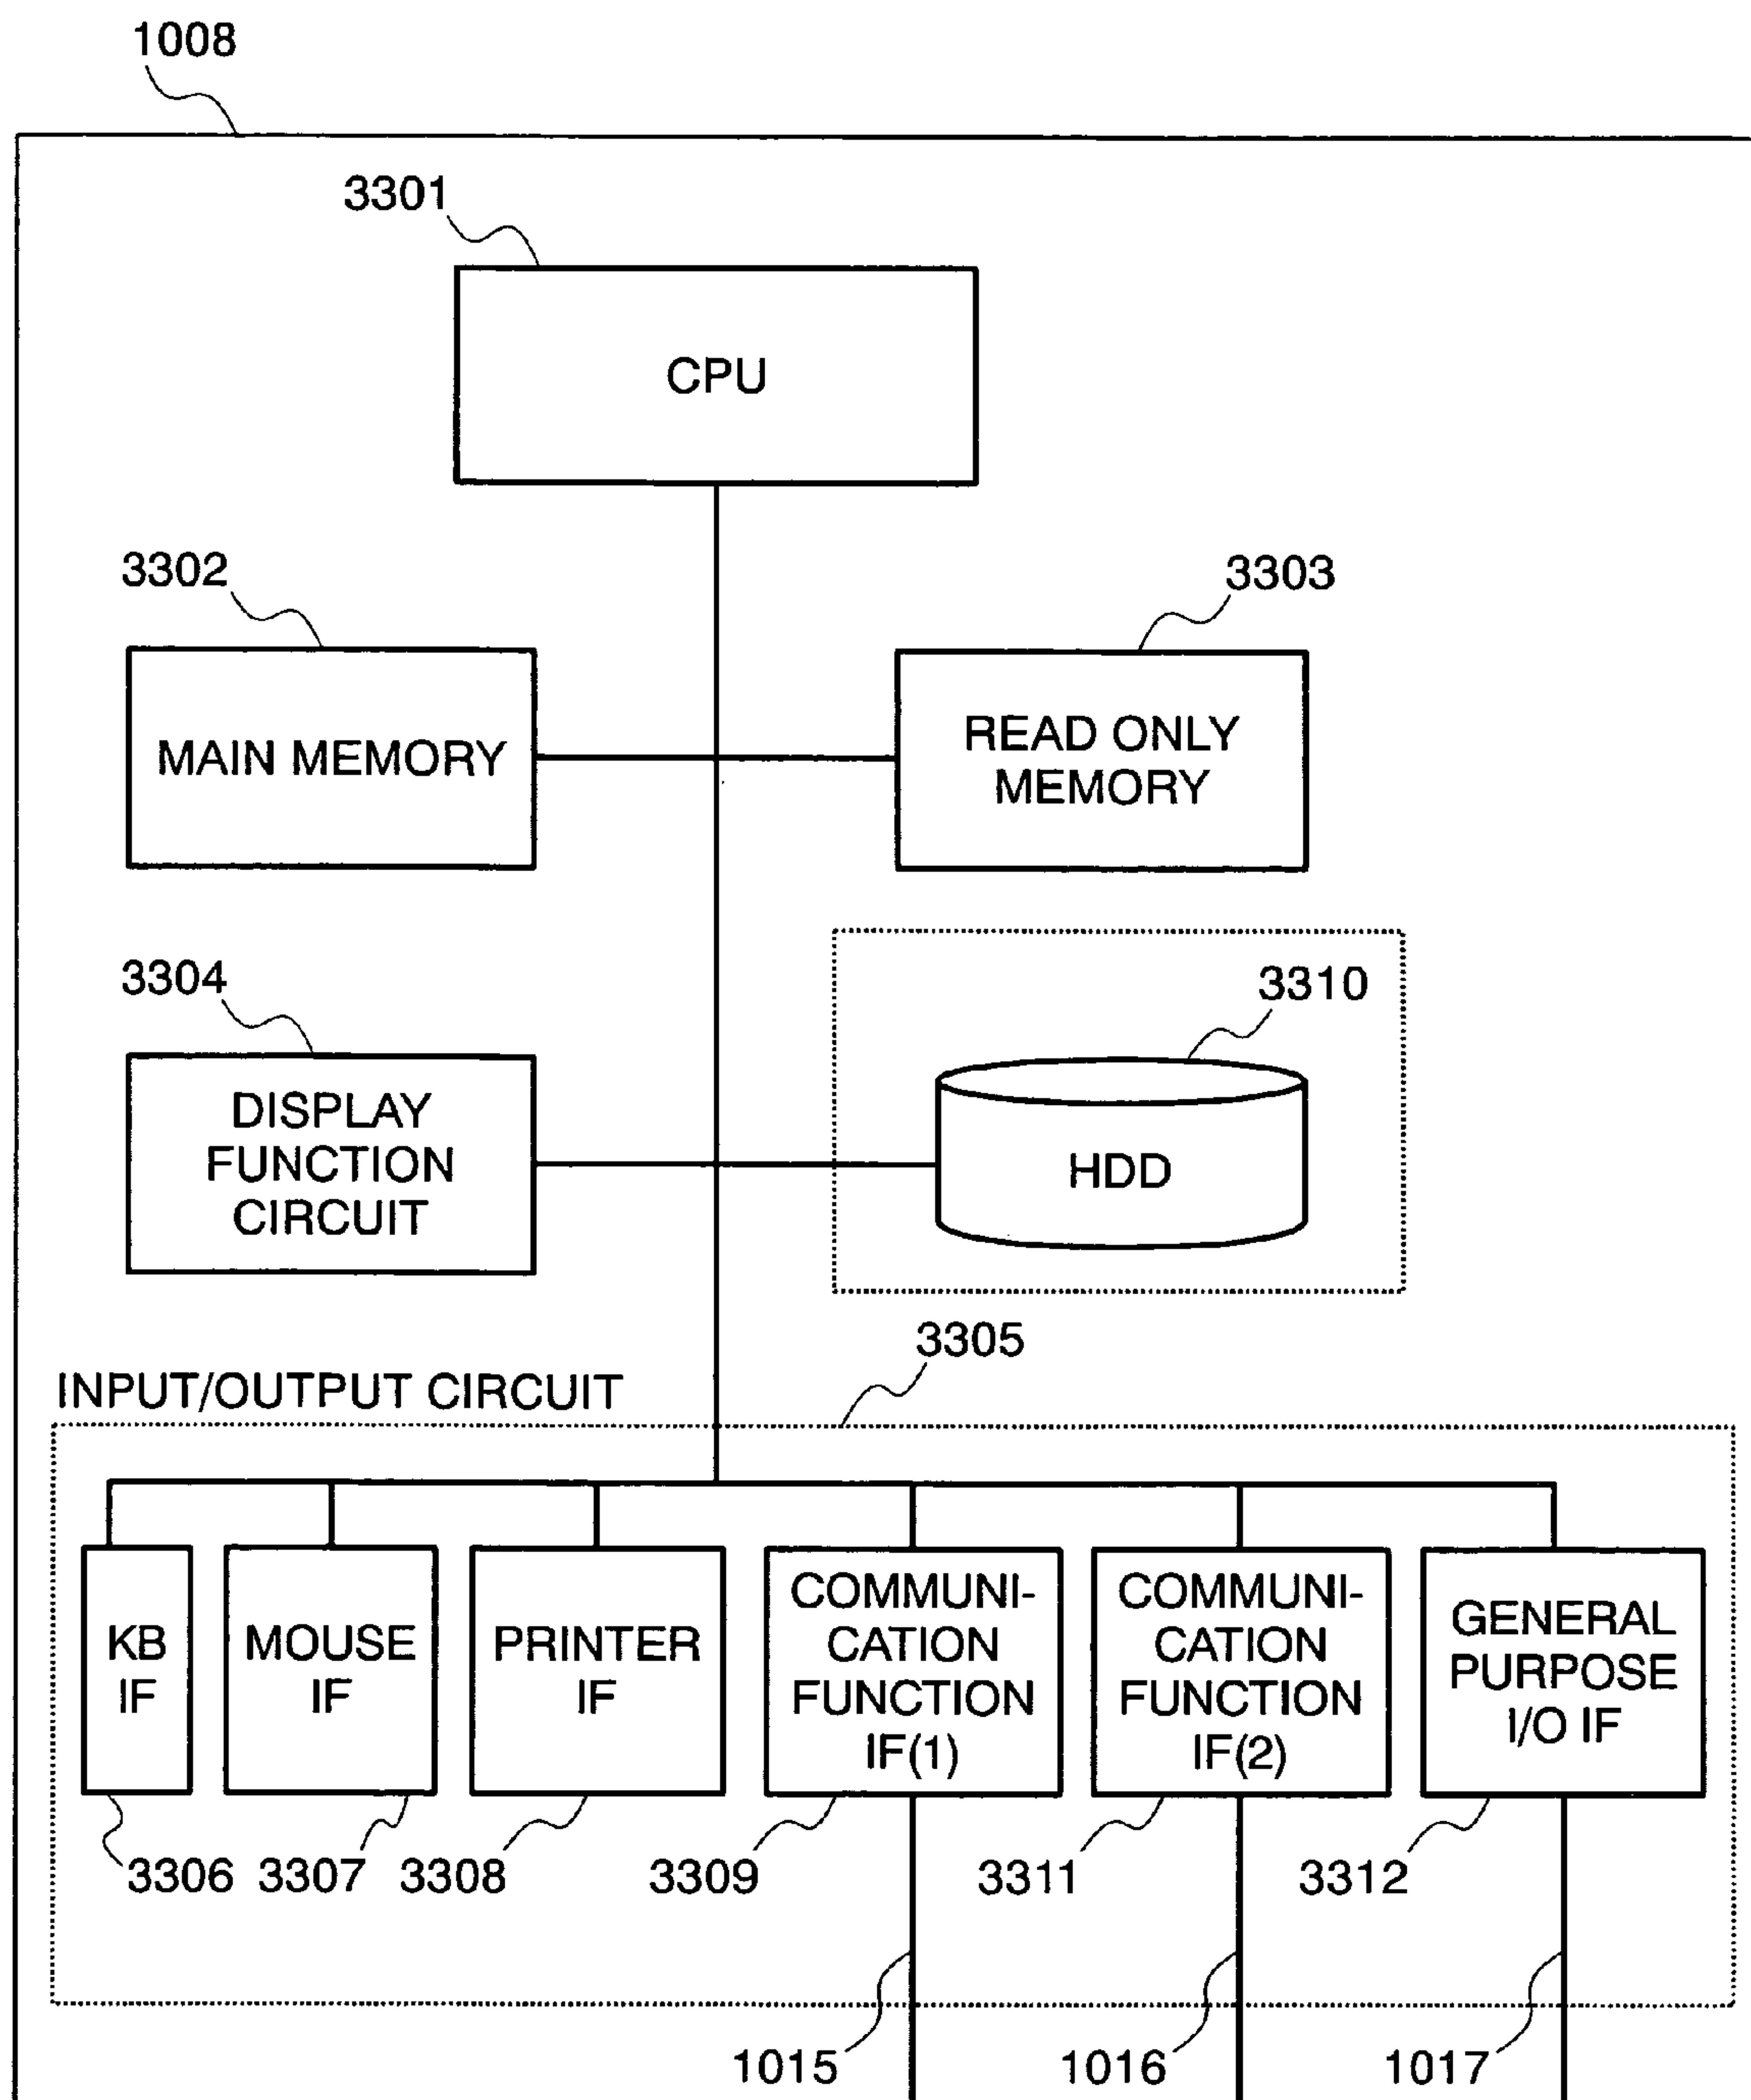 1008
3301
CPU
3302
3303
MAIN MEMORY
READ ONLY
MEMORY
3304
3310
DISPLAY
FUNCTION
CIRCUIT
HDD
3305
INPUT/OUTPUT CIRCUIT
KB
IF
MOUSE
IF
PRINTER
IF
COMMUNI-
CATION
FUNCTION
IF(1)
COMMUNI-
CATION
FUNCTION
IF(2)
GENERAL
PURPOSE
I/O IF
3306
3307
3308
3309
3311
3312
1015
1016
1017